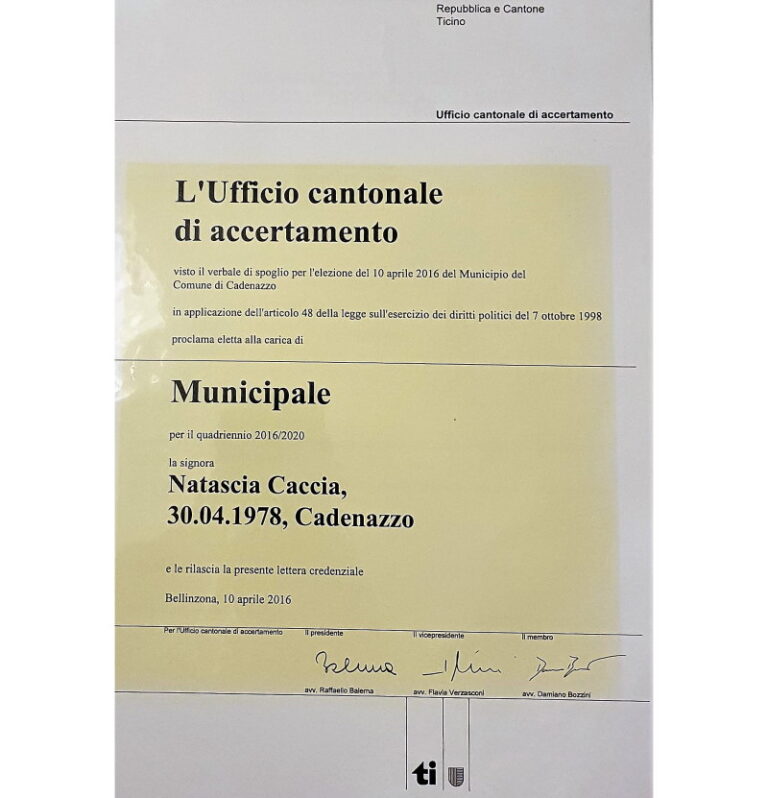 Repubblica e Cantone
Ticino
Ufficio cantonale di accertamento
L'Ufficio cantonale
di accertamento
visto il verbale di spoglio per l'elezione del 10 aprile 2016 del Municipio del
Comune di Cadenazzo
in applicazione dell'articolo 48 della legge sull'esercizio dei diritti politici del 7 ottobre 1998
proclama eletta alla carica di
Municipale
per il quadriennio 2016/2020
la signora
Natascia Caccia,
30.04.1978, Cadenazzo
e le rilascia la presente lettera credenziale
Bellinzona, 10 aprile 2016
Per l'Ufficio cantonale di accertamento Il presidente Il vicepresidente Il membro
avv. Raffaello Balerna avv. Flavia Verzasconi avv. Damiano Bozzini
ti